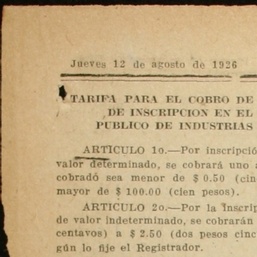 Jueves 12 de agosto de 1926
TARIFA PARA EL COBRO DE
DE INSCRIPCION EN EL
PUBLICO DE INDUSTRIAS
ARTICULO 1o.—Por inscripció
valor determinado, se cobrará uno a
cobrado sea menor de $ 0.50 (cin
mayor de $ 100.00 (cien pesos).
ARTICULO 2o.—Por la inscrip
de valor indeterminado, se cobrarán
centavos) a $ 2.50 (dos pesos cinc
gún lo fije el Registrador.